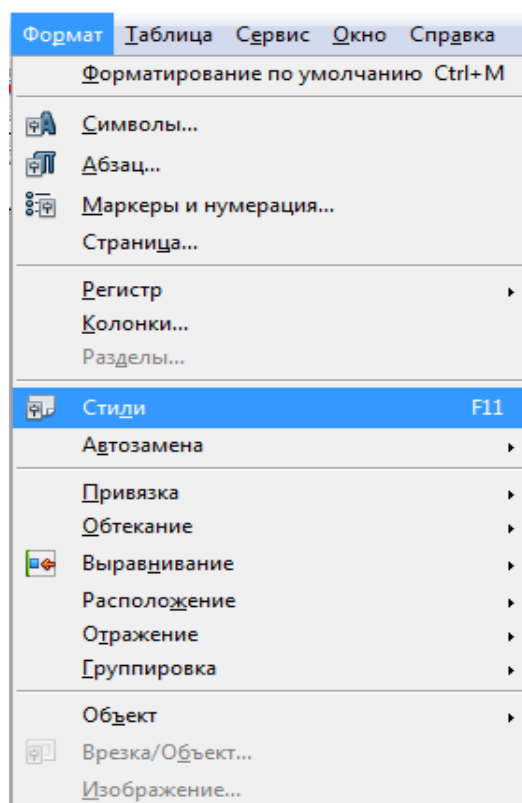 Формат Таблица Сервис Окно Справка
Форматирование по умолчанию Ctrl+M
Символы...
Абзац...
Маркеры и нумерация...
Страница...
Регистр
Колонки...
Разделы...
Стили F11
Автозамена
Привязка
Обтекание
Выравнивание
Расположение
Отражение
Группировка
Объект
Врезка/Объект...
Изображение...